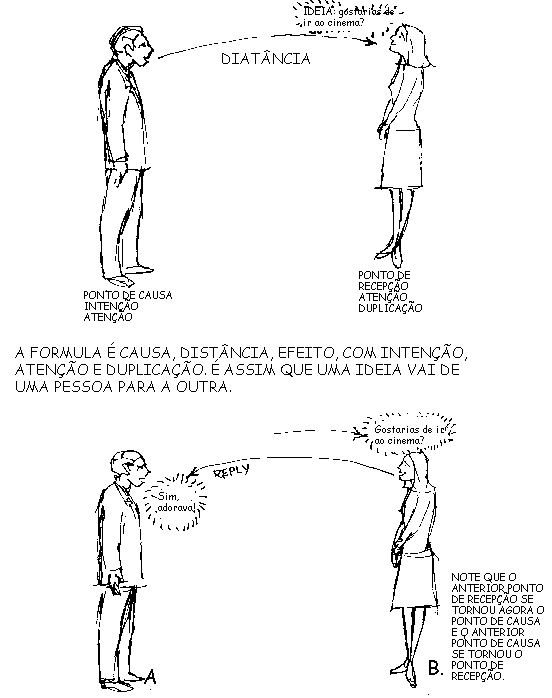 IDEIA: gostarias de
ir ao cinema?
DIATÂNCIA
PONTO DE CAUSA
INTENÇÃO
ATENÇÃO
PONTO DE
RECEPÇÃO
ATENÇÃO
DUPLICAÇÃO
A FORMULA É CAUSA, DISTÂNCIA, EFEITO, COM INTENÇÃO,
ATENÇÃO E DUPLICAÇÃO. É ASSIM QUE UMA IDEIA VAI DE
UMA PESSOA PARA A OUTRA.
Gostarias de ir
ao cinema?
REPLY
Sim,
adorava!
NOTE QUE O
ANTERIOR PONTO
DE RECEPÇÃO SE
TORNOU AGORA O
PONTO DE CAUSA
E O ANTERIOR
PONTO DE CAUSA
SE TORNOU O
PONTO DE
RECEPÇÃO.
A
B.